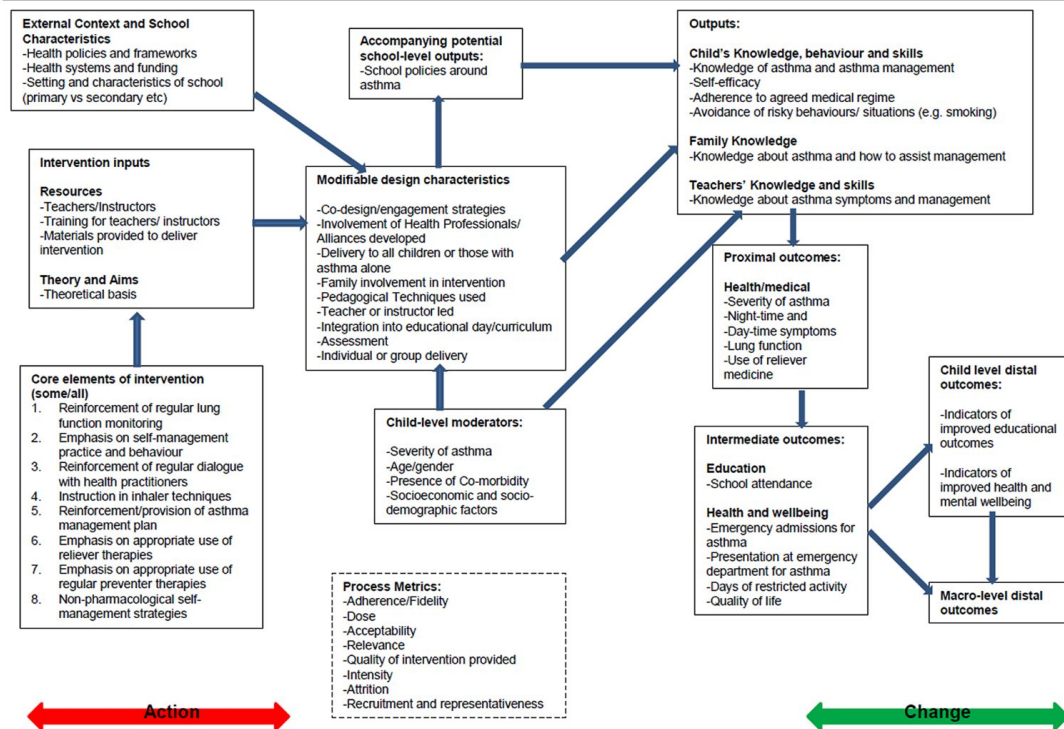 External Context and School
Characteristics
-Health policies and frameworks
-Health systems and funding
-Setting and characteristics of school
(primary vs secondary etc)
Accompanying potential
school-level outputs:
-School policies around
asthma
Outputs:
Child's Knowledge, behaviour and skills
-Knowledge of asthma and asthma management
-Self-efficacy
-Adherence to agreed medical regime
-Avoidance of risky behaviours/ situations (e.g. smoking)
Family Knowledge
-Knowledge about asthma and how to assist management
Teachers' Knowledge and skills
-Knowledge about asthma symptoms and management
Intervention inputs
Resources
-Teachers/Instructors
-Training for teachers/ instructors
-Materials provided to deliver
intervention
Theory and Aims
-Theoretical basis
Modifiable design characteristics
-Co-design/engagement strategies
-Involvement of Health Professionals/
Alliances developed
-Delivery to all children or those with
asthma alone
-Family involvement in intervention
-Pedagogical Techniques used
-Teacher or instructor led
-Integration into educational day/curriculum
-Assessment
-Individual or group delivery
Proximal outcomes:
Health/medical
-Severity of asthma
-Night-time and
-Day-time symptoms
-Lung function
-Use of reliever
medicine
Core elements of intervention
(some/all)
1. Reinforcement of regular lung
function monitoring
2. Emphasis on self-management
practice and behaviour
3. Reinforcement of regular dialogue
with health practitioners
4. Instruction in inhaler techniques
5. Reinforcement/provision of asthma
management plan
6. Emphasis on appropriate use of
reliever therapies
7. Emphasis on appropriate use of
regular preventer therapies
8. Non-pharmacological self-
management strategies
Child-level moderators:
-Severity of asthma
-Age/gender
-Presence of Co-morbidity
-Socioeconomic and socio-
demographic factors
Intermediate outcomes:
Education
-School attendance
Health and wellbeing
-Emergency admissions for
asthma
-Presentation at emergency
department for asthma
-Days of restricted activity
-Quality of life
Child level distal
outcomes:
-Indicators of
improved educational
outcomes
-Indicators of
improved health and
mental wellbeing
Macro-level distal
outcomes
Process Metrics:
-Adherence/Fidelity
-Dose
-Acceptability
-Relevance
-Quality of intervention provided
-Intensity
-Attrition
-Recruitment and representativeness
Action
Change